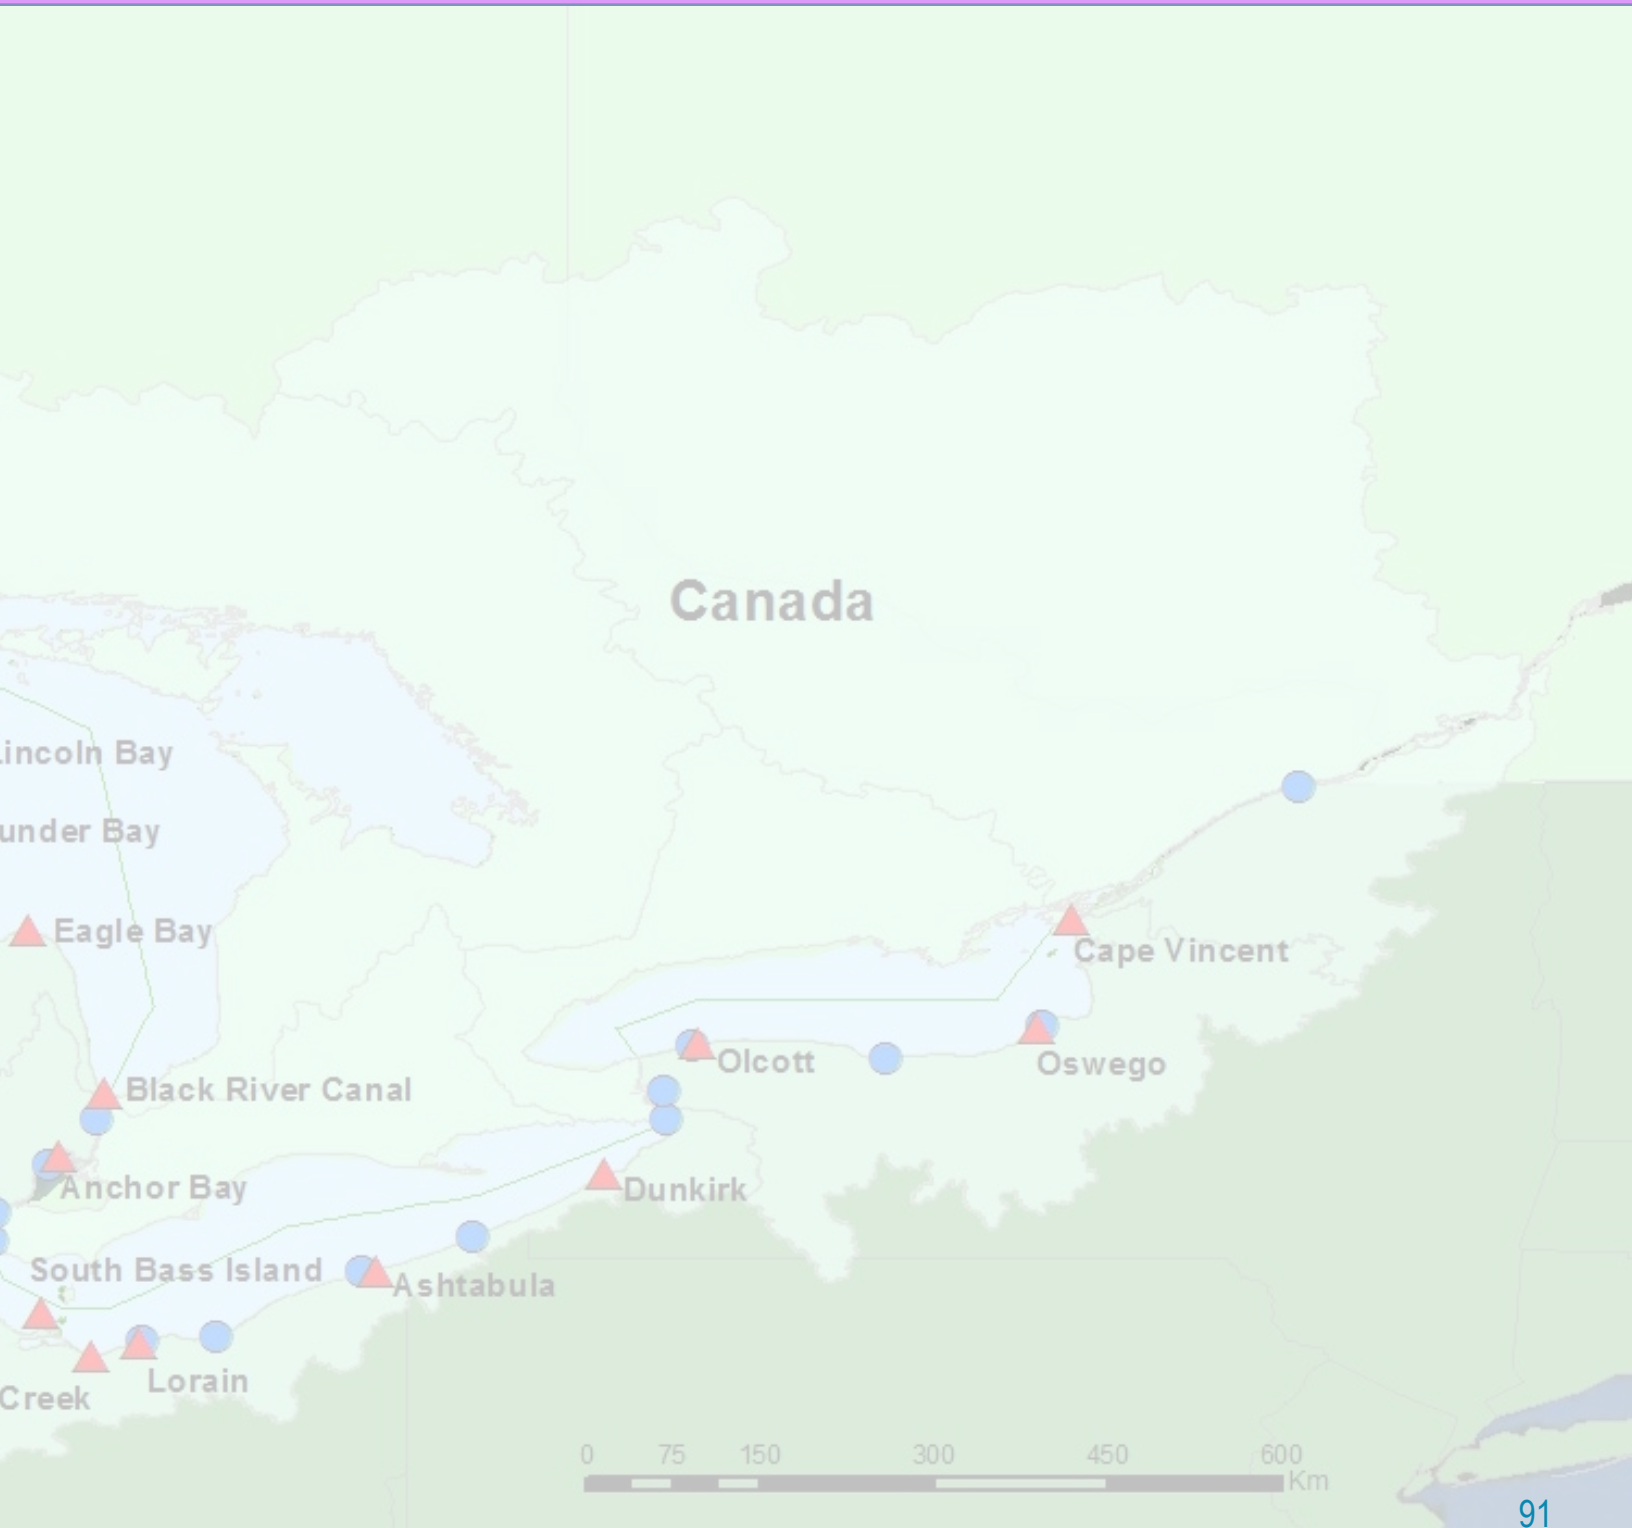 Canada
Lincoln Bay
under Bay
Eagle Bay
Cape Vincent
Olcott
Oswego
Black River Canal
Anchor Bay
Dunkirk
South Bass Island
Ashtabula
Lorain
Creek
0 75 150 300 450 600
Km
91